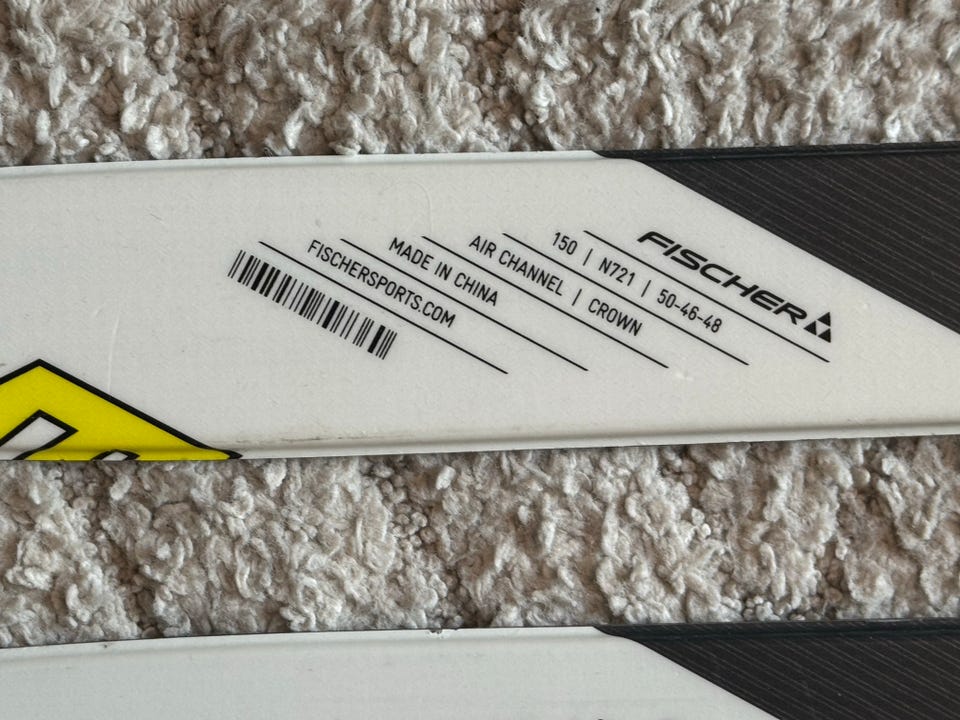 FISCHER
150 | N721 | 50-46-48
AIR CHANNEL | CROWN
MADE IN CHINA
FISCHERSPORTS.COM